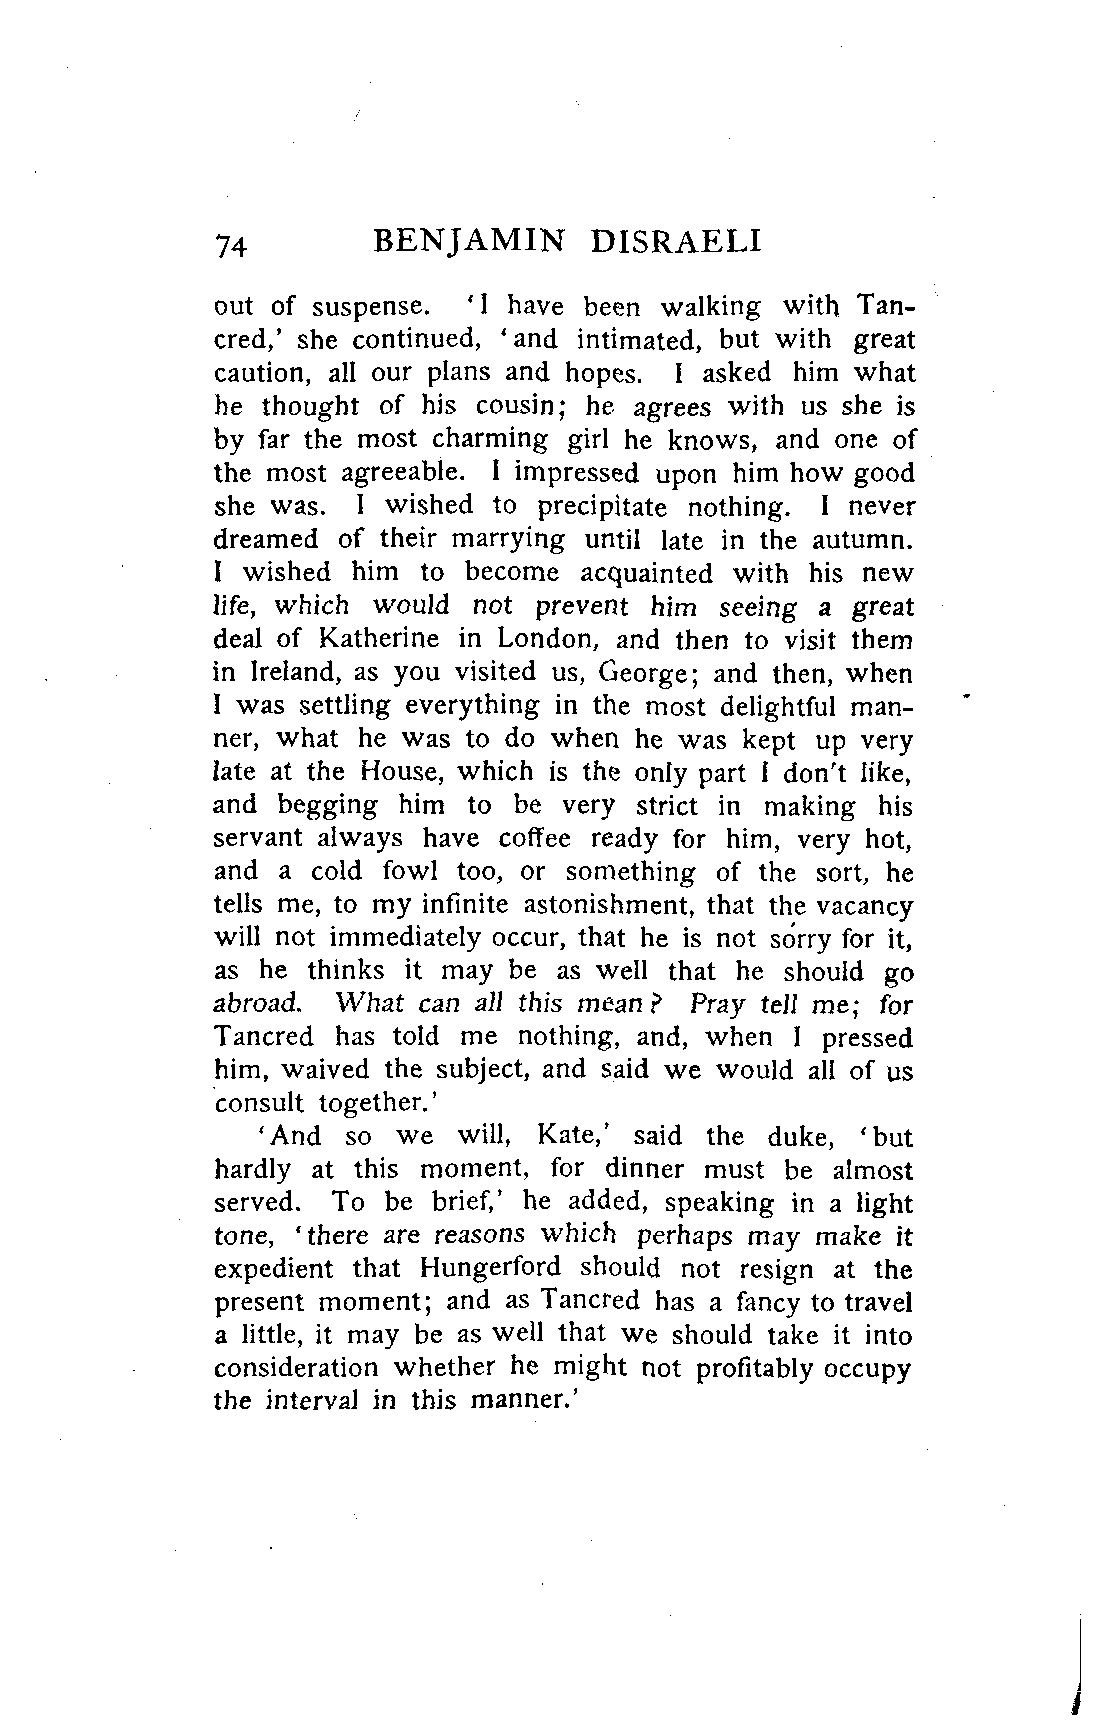 74 BENJAMIN DISRAELI
out of suspense. ‘I have been walking with Tan-
cred,’ she continued, ‘and intimated, but with great
caution, all our plans and hopes. I asked him what
he thought of his cousin; he agrees with us she is
by far the most charming girl he knows, and one of
the most agreeable. I impressed upon him how good
she was. I wished to precipitate nothing. I never
dreamed of their marrying until late in the autumn.
I wished him to become acquainted with his new
life, which would not prevent him seeing a great
deal of Katherine in London, and then to visit them
in Ireland, as you visited us, George; and then, when
I was settling everything in the most delightful man-
ner, what he was to do when he was kept up very
late at the House, which is the only part I don't like,
and begging him to be very strict in making his
servant always have coffee ready for him, very hot,
and a cold fowl too, or something of the sort, he
tells me, to my infinite astonishment, that the vacancy
will not immediately occur, that he is not sorry for it,
as he thinks it may be as well that he should go
abroad. What can all this mean? Pray tell me; for
Tancred has told me nothing, and, when I pressed
him, waived the subject, and said we would all of us
consult together.’
‘And so we will, Kate,’ said the duke, ‘but
hardly at this moment, for dinner must be almost
served. To be brief,’ he added, speaking in a light
tone, ‘there are reasons which perhaps may make it
expedient that Hungerford should not resign at the
present moment; and as Tancred has a fancy to travel
a little, it may be as well that we should take it into
consideration whether he might not profitably occupy
the interval in this manner.’